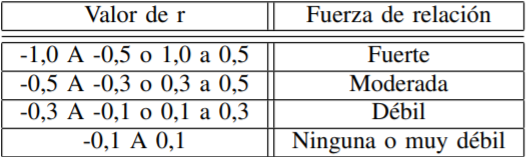 Valor de r Fuerza de relación
-1,0 A -0,5 o 1,0 a 0,5 Fuerte
-0,5 A -0,3 o 0,3 a 0,5 Moderada
-0,3 A -0,1 o 0,1 a 0,3 Débil
-0,1 A 0,1 Ninguna o muy débil